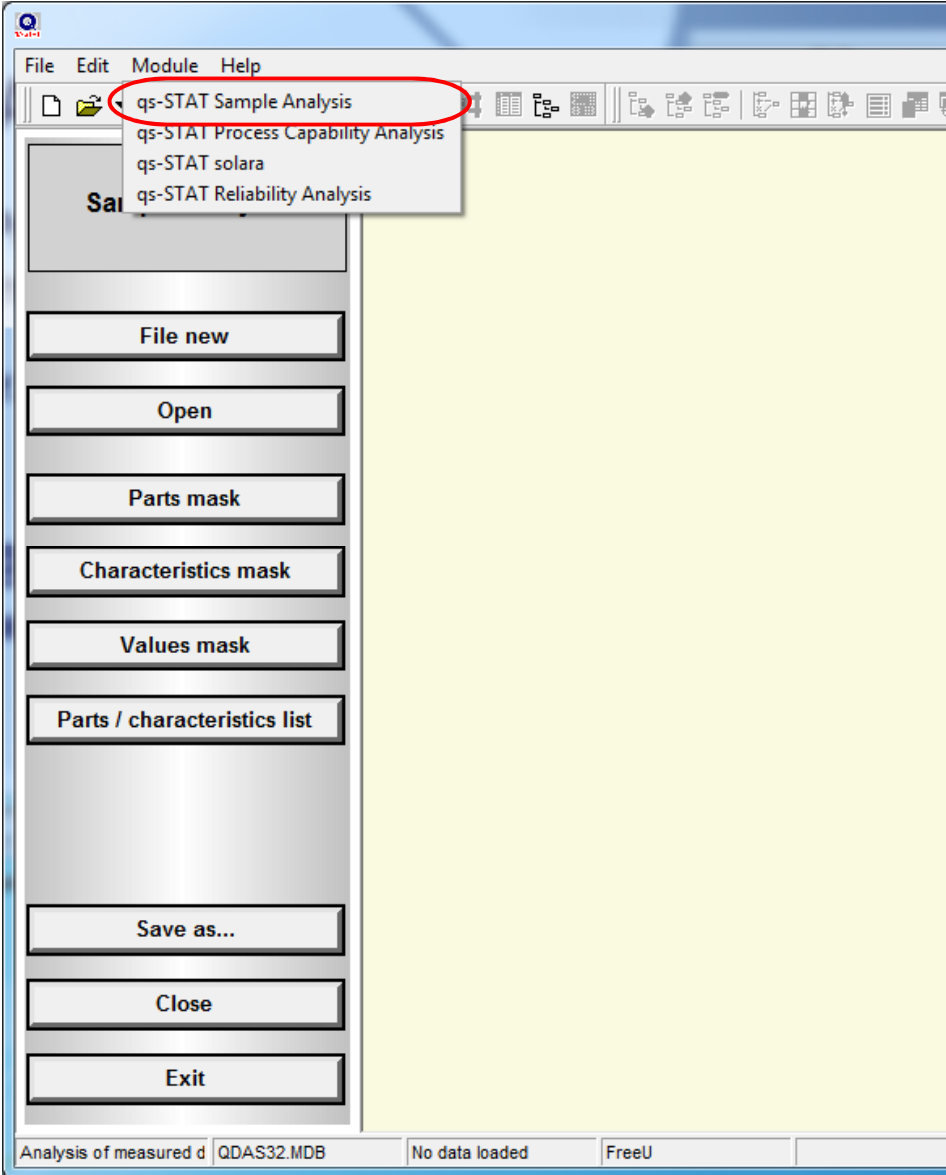 File Edit Module Help
qs-STAT Sample Analysis
qs-STAT Process Capability Analysis
qs-STAT solara
qs-STAT Reliability Analysis
File new
Open
Parts mask
Characteristics mask
Values mask
Parts / characteristics list
Save as...
Close
Exit
Analysis of measured d QDAS32.MDB No data loaded FreeU